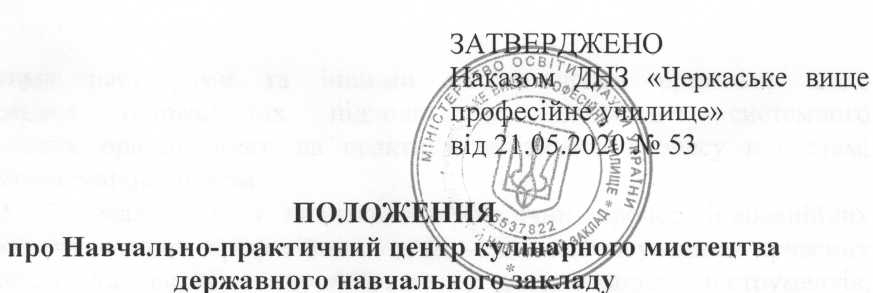 ЗАТВЕРДЖЕНО
Наказом ДНЗ «Черкаське вище
професійне училище»
від 21.05.2020 № 53
ПОЛОЖЕННЯ
про Навчально-практичний центр кулінарного мистецтва
державного навчального закладу